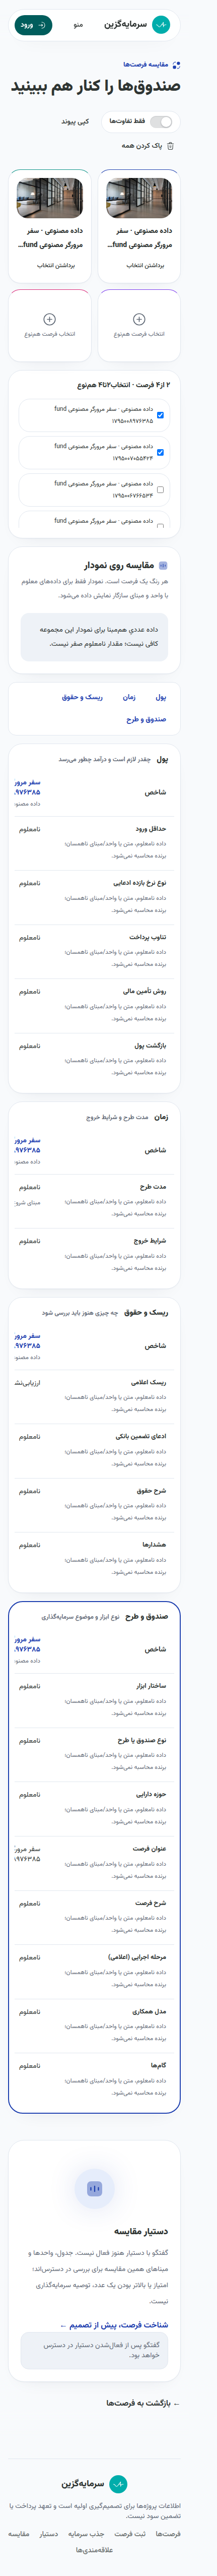 سرمایه‌گزین
منو
ورود
مقایسه فرصت‌ها
صندوق‌ها را کنار هم ببینید
فقط تفاوت‌ها
کپی پیوند
پاک کردن همه
داده مصنوعی · سفر
مرورگر مصنوعی fund...
برداشتن انتخاب
داده مصنوعی · سفر
مرورگر مصنوعی fund...
برداشتن انتخاب
انتخاب فرصت هم‌نوع
انتخاب فرصت هم‌نوع
۲ از۴ فرصت · انتخاب۲تا۴ هم‌نوع
داده مصنوعی · سفر مرورگر مصنوعی fund
۱۷۹۵۰۰۸۹۷۶۳۸۵
داده مصنوعی · سفر مرورگر مصنوعی fund
۱۷۹۵۰۰۷۰۵۵۴۲۴
داده مصنوعی · سفر مرورگر مصنوعی fund
۱۷۹۵۰۰۶۷۶۶۵۳۴
داده مصنوعی · سفر مرورگر مصنوعی fund
مقایسه روی نمودار
هر رنگ یک فرصت است. نمودار فقط برای داده‌های معلوم
با واحد و مبنای سازگار نمایش داده می‌شود.
داده عددیِ هم‌مبنا برای نمودار این مجموعه
کافی نیست؛ مقدار نامعلوم صفر نیست.
پول
زمان
ریسک و حقوق
صندوق و طرح
پول
چقدر لازم است و درآمد چطور می‌رسد
شاخص
سفر مرور
۸۹۷۶۳۸۵
داده مصنو
حداقل ورود
نامعلوم
داده نامعلوم، متن یا واحد/مبنای ناهمسان؛
برنده محاسبه نمی‌شود.
نوع نرخ بازده ادعایی
نامعلوم
داده نامعلوم، متن یا واحد/مبنای ناهمسان؛
برنده محاسبه نمی‌شود.
تناوب پرداخت
نامعلوم
داده نامعلوم، متن یا واحد/مبنای ناهمسان؛
برنده محاسبه نمی‌شود.
روش تأمین مالی
نامعلوم
داده نامعلوم، متن یا واحد/مبنای ناهمسان؛
برنده محاسبه نمی‌شود.
بازگشت پول
نامعلوم
داده نامعلوم، متن یا واحد/مبنای ناهمسان؛
برنده محاسبه نمی‌شود.
زمان
مدت طرح و شرایط خروج
شاخص
سفر مرور
۸۹۷۶۳۸۵
داده مصنو
مدت طرح
نامعلوم
داده نامعلوم، متن یا واحد/مبنای ناهمسان؛
مبنای شروع
برنده محاسبه نمی‌شود.
شرایط خروج
نامعلوم
داده نامعلوم، متن یا واحد/مبنای ناهمسان؛
برنده محاسبه نمی‌شود.
ریسک و حقوق
چه چیزی هنوز باید بررسی شود
شاخص
سفر مرور
۸۹۷۶۳۸۵
داده مصنو
ریسک اعلامی
ارزیابی‌نش
داده نامعلوم، متن یا واحد/مبنای ناهمسان؛
برنده محاسبه نمی‌شود.
ادعای تضمین بانکی
نامعلوم
داده نامعلوم، متن یا واحد/مبنای ناهمسان؛
برنده محاسبه نمی‌شود.
شرح حقوق
نامعلوم
داده نامعلوم، متن یا واحد/مبنای ناهمسان؛
برنده محاسبه نمی‌شود.
هشدارها
نامعلوم
داده نامعلوم، متن یا واحد/مبنای ناهمسان؛
برنده محاسبه نمی‌شود.
صندوق و طرح
نوع ابزار و موضوع سرمایه‌گذاری
شاخص
سفر مرور
۸۹۷۶۳۸۵
داده مصنو
ساختار ابزار
نامعلوم
داده نامعلوم، متن یا واحد/مبنای ناهمسان؛
برنده محاسبه نمی‌شود.
نوع صندوق یا طرح
نامعلوم
داده نامعلوم، متن یا واحد/مبنای ناهمسان؛
برنده محاسبه نمی‌شود.
حوزه دارایی
نامعلوم
داده نامعلوم، متن یا واحد/مبنای ناهمسان؛
برنده محاسبه نمی‌شود.
عنوان فرصت
سفر مرور
داده نامعلوم، متن یا واحد/مبنای ناهمسان؛
۸۹۷۶۳۸۵
برنده محاسبه نمی‌شود.
شرح فرصت
نامعلوم
داده نامعلوم، متن یا واحد/مبنای ناهمسان؛
برنده محاسبه نمی‌شود.
مرحله اجرایی (اعلامی)
نامعلوم
داده نامعلوم، متن یا واحد/مبنای ناهمسان؛
برنده محاسبه نمی‌شود.
مدل همکاری
نامعلوم
داده نامعلوم، متن یا واحد/مبنای ناهمسان؛
برنده محاسبه نمی‌شود.
گام‌ها
نامعلوم
داده نامعلوم، متن یا واحد/مبنای ناهمسان؛
برنده محاسبه نمی‌شود.
دستیار مقایسه
گفتگو با دستیار هنوز فعال نیست. جدول، واحدها و
مبناهای همین مقایسه برای بررسی در دسترس‌اند؛
امتیاز یا بالاتر بودن یک عدد، توصیه سرمایه‌گذاری
نیست.
شناخت فرصت، پیش از تصمیم ←
گفتگو پس از فعال‌شدن دستیار در دسترس
خواهد بود.
← بازگشت به فرصت‌ها
سرمایه‌گزین
اطلاعات پروژه‌ها برای تصمیم‌گیری اولیه است و تعهد پرداخت یا
تضمین سود نیست.
فرصت‌ها
ثبت فرصت
جذب سرمایه
دستیار
مقایسه
علاقه‌مندی‌ها